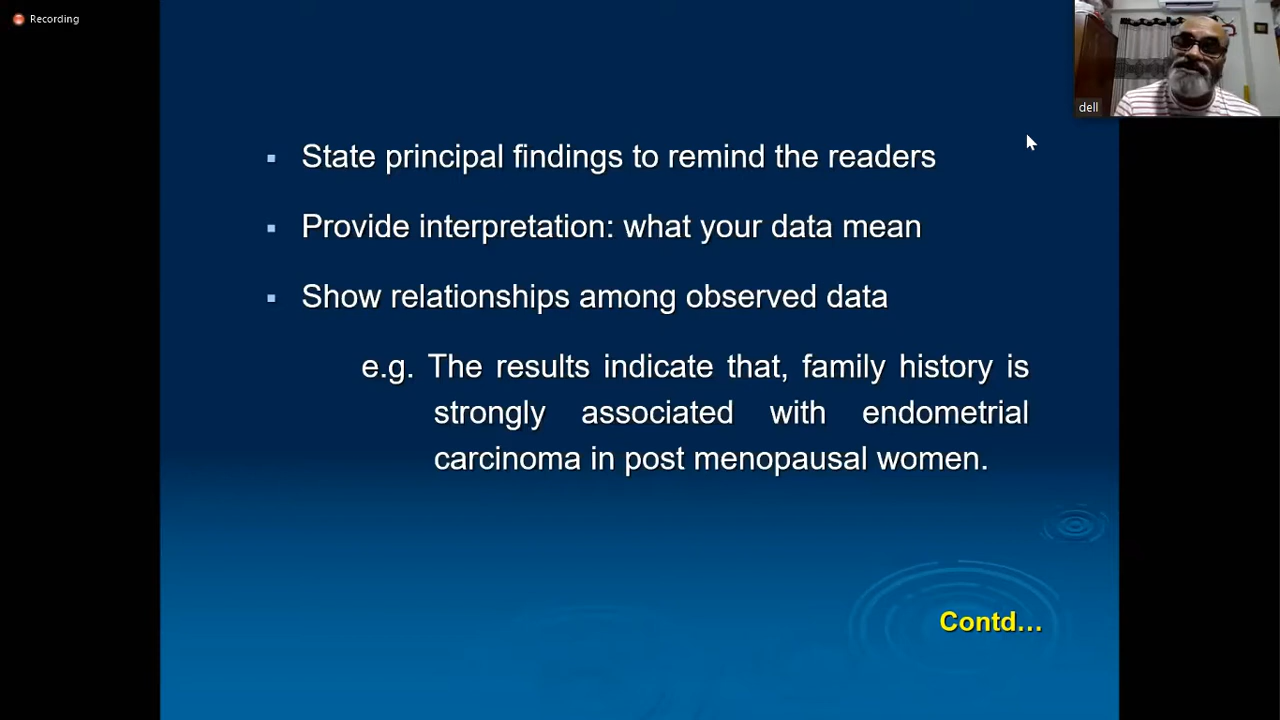 Recording
dell
State principal findings to remind the readers
Provide interpretation: what your data mean
Show relationships among observed data
e.g. The results indicate that, family history is
strongly associated with endometrial
carcinoma in post menopausal women.
Contd...